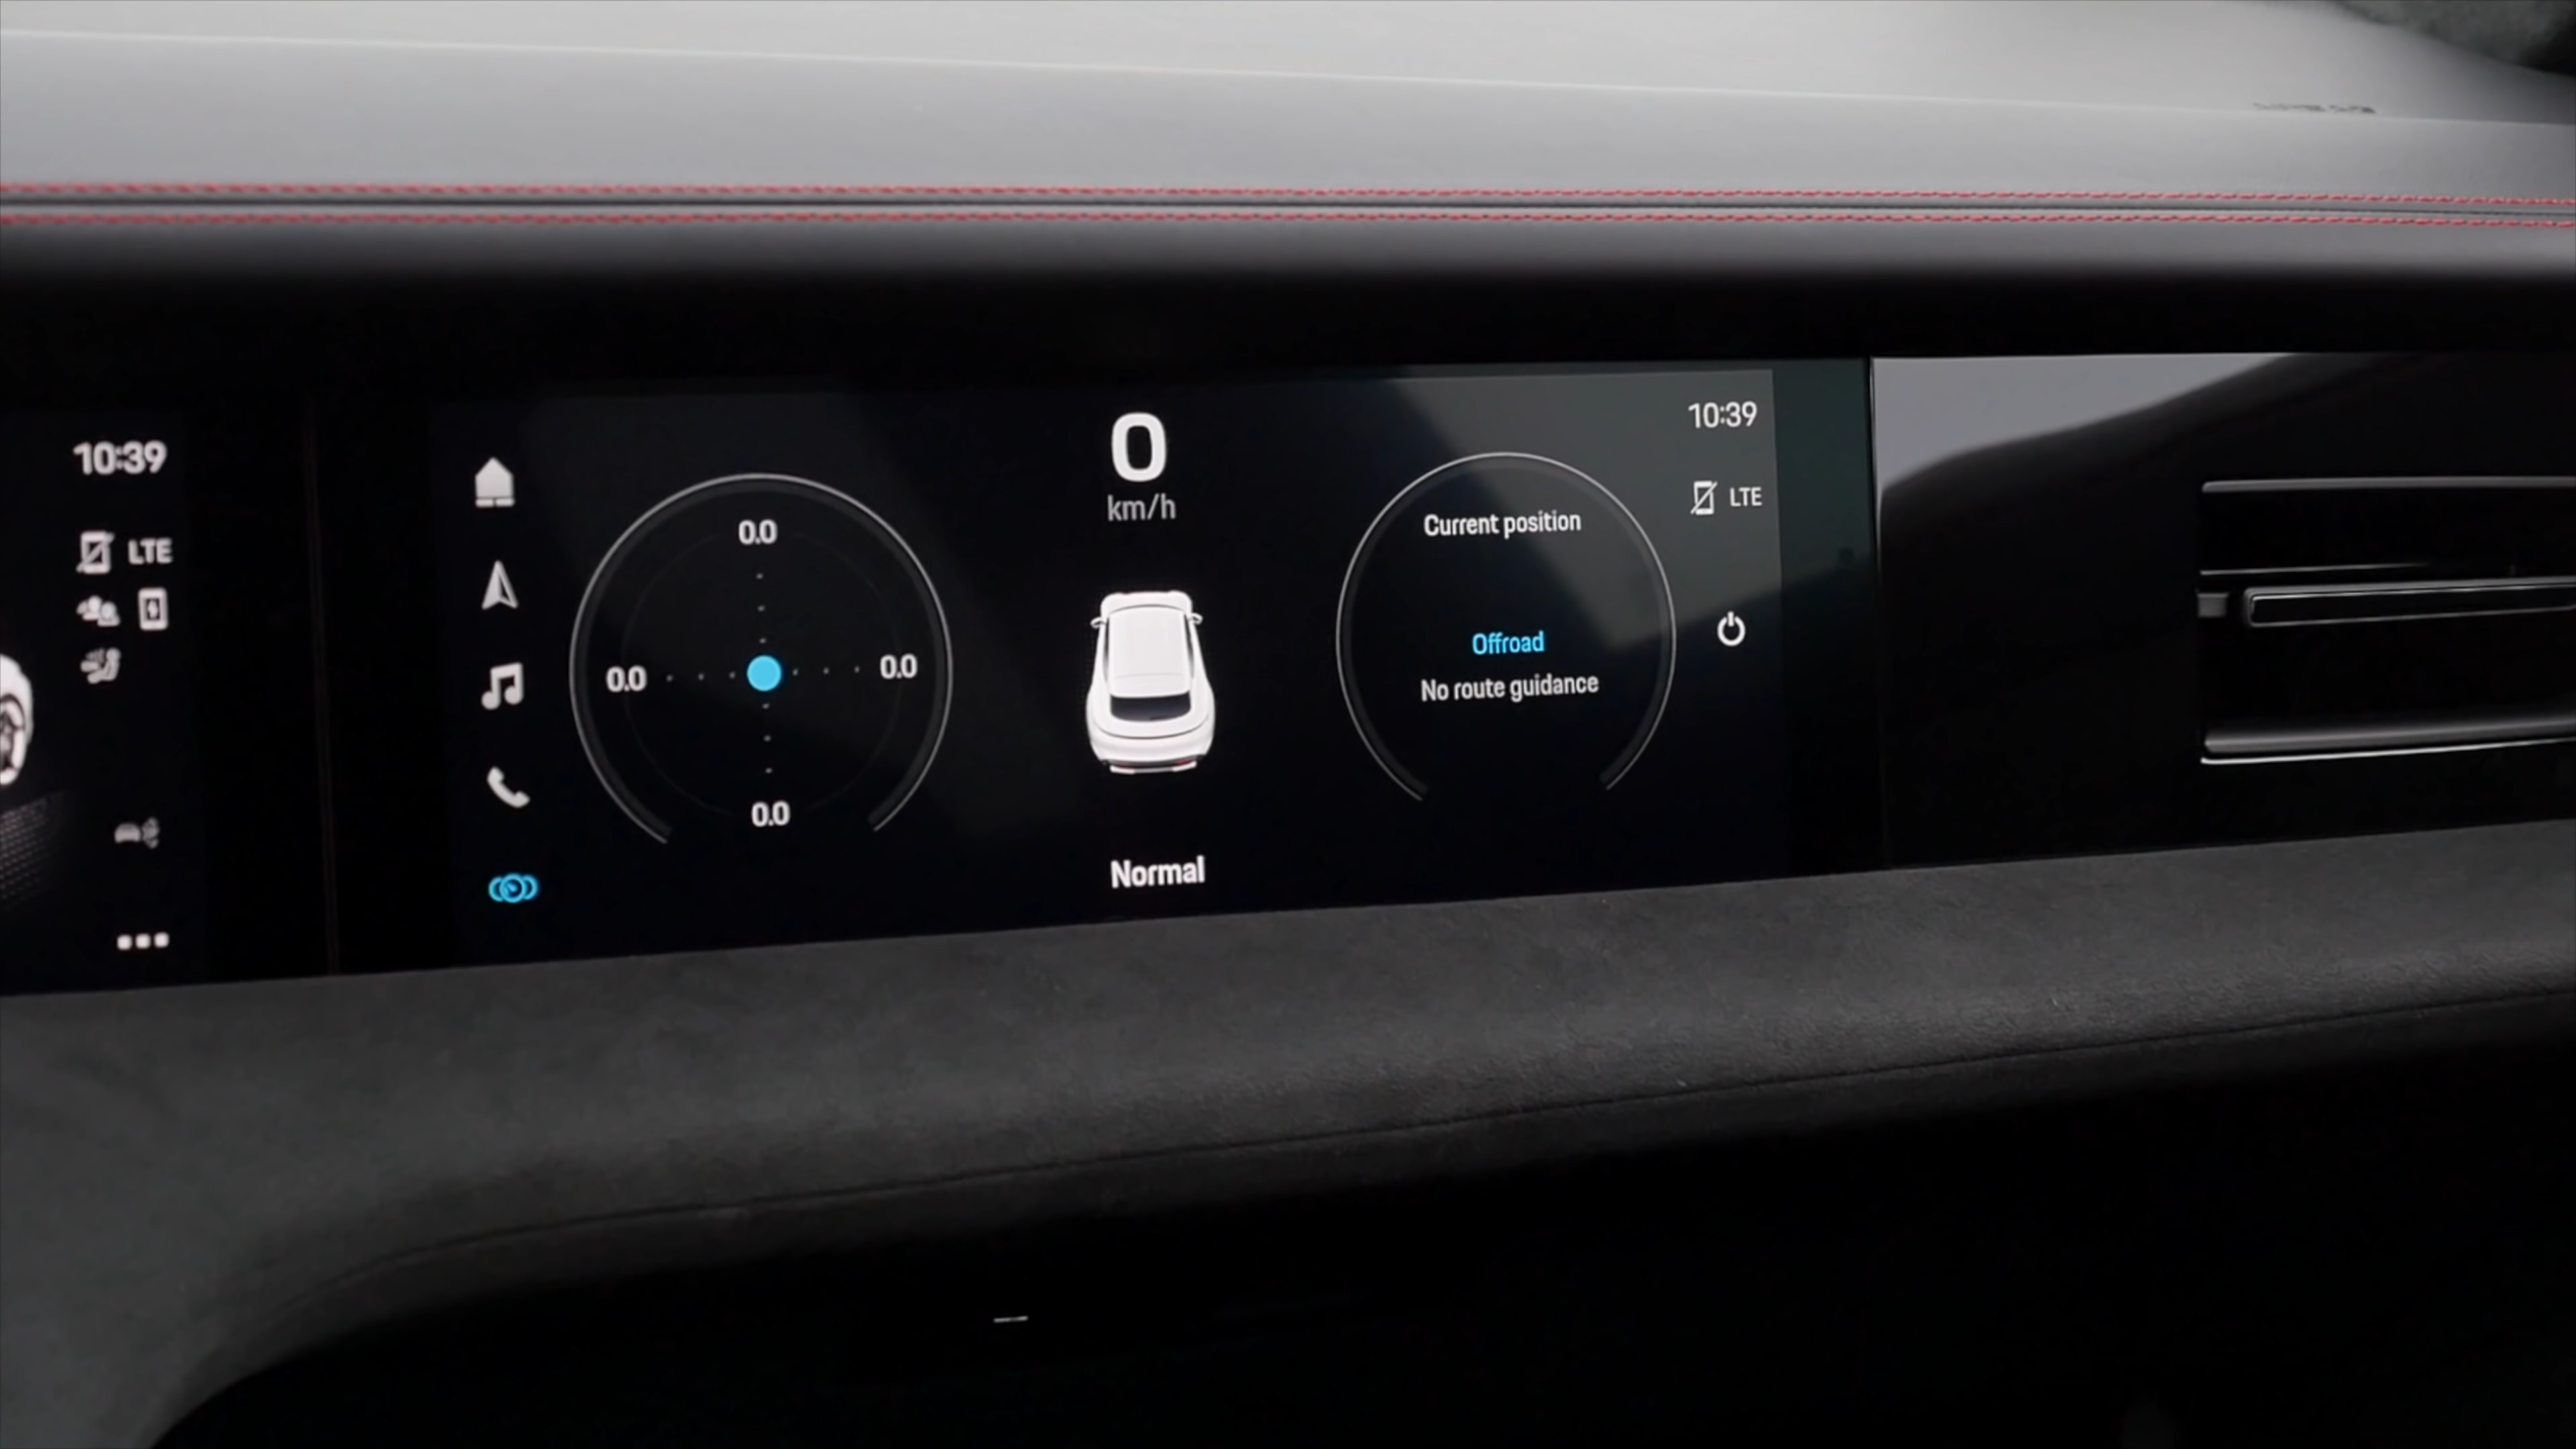 10:39
LTE
0
km/h
0.0
0.0
0.0
0.0
Normal
Current position
Offroad
No route guidance
10:39
LTE